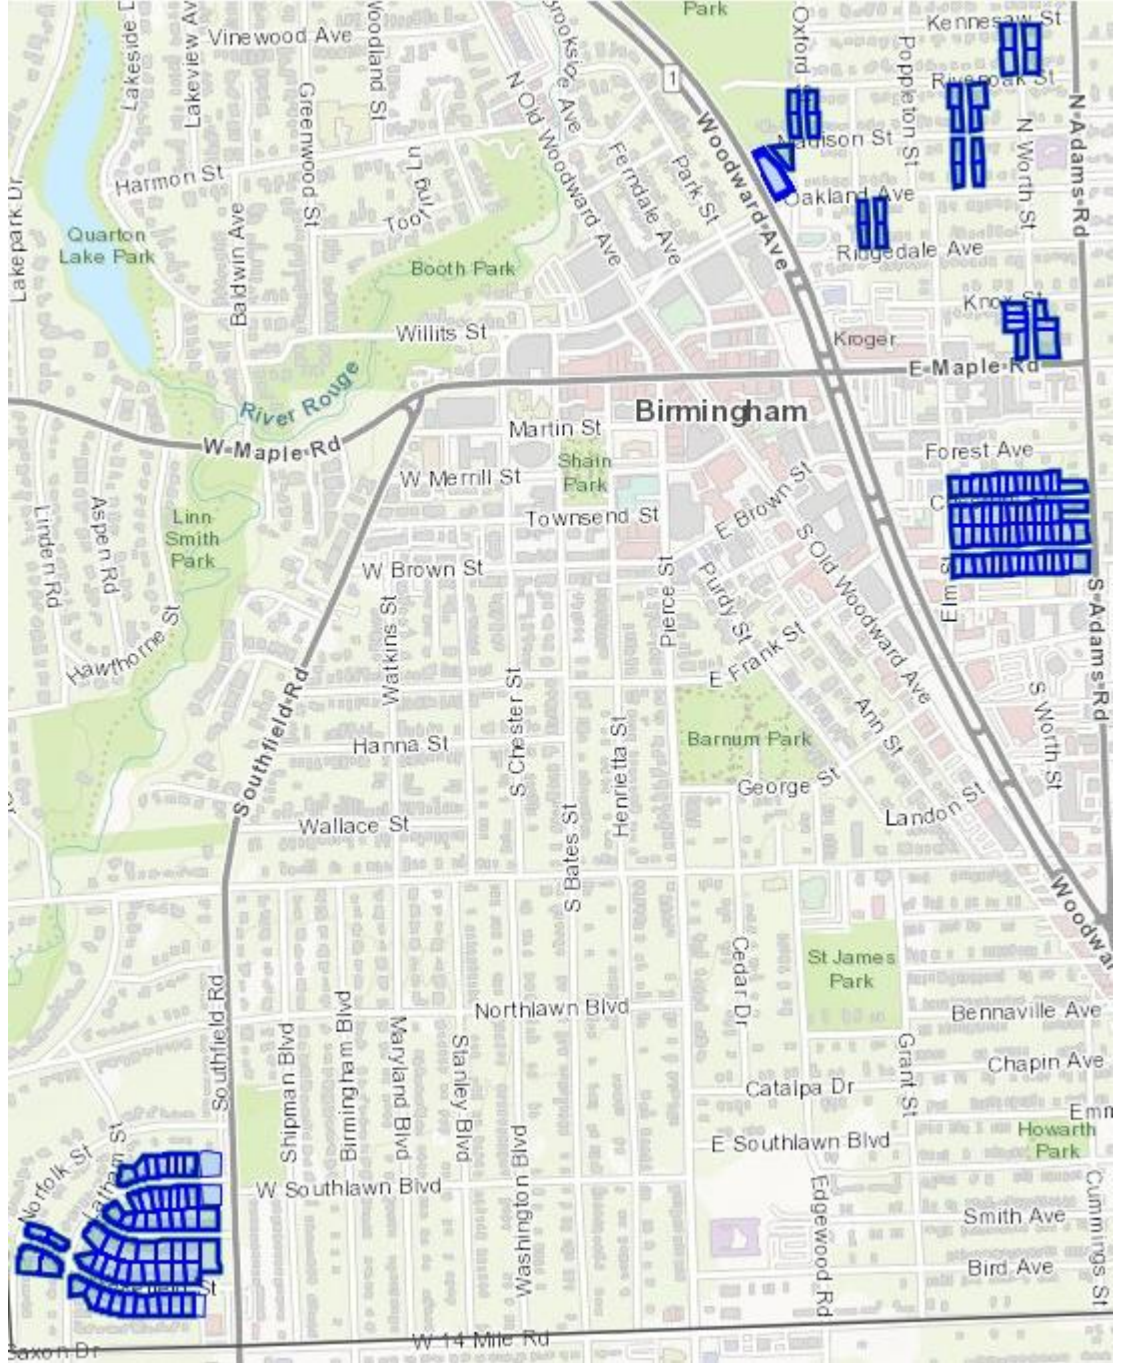 Park
Kennesaw St
Vinewood Ave
Lakeside
Lakeview Av
Woodland St
Brookside Ave
Oxford
Poppleton St
Riveroak St
1
N Old Woodward Ave
Greenwood St
N Adams Rd
Woodward Ave
Madison St
N Worth St
Harmon St
Ferndale Ave
Park St
Oakland Ave
Lakepark Dr
Quarton
Lake Park
Baldwin Ave
Tooting Ln
Booth Park
Ridgedale Ave
Knox St
Willits St
Kroger
E Maple Rd
River Rouge
Birmingham
W Maple Rd
Martin St
Forest Ave
Shain
Park
W Merrill St
Linden Rd
Aspen Rd
Linn
Smith
Park
Townsend St
E Brown St
S Old Woodward Ave
W Brown St
Pierce St
Purdy St
Elm St
S Adams Rd
Watkins St
Hawthorne St
E Frank St
Southfield Rd
S Chester St
Ann St
S Worth St
Hanna St
Henrietta St
Barnum Park
George St
Landon St
Wallace St
S Bates St
Woodwar
Cedar Dr
St James
Park
Southfield Rd
Northlawn Blvd
Bennaville Ave
Shipman Blvd
Birmingham Blvd
Maryland Blvd
Stanley Blvd
Grant St
Chapin Ave
Catalpa Dr
Emm
Howarth
Park
E Southlawn Blvd
Norfolk St
Latham St
W Southlawn Blvd
Washington Blvd
Edgewood Rd
Cummings St
Smith Ave
Bird Ave
St
W 14 Mile Rd
Saxon Dr